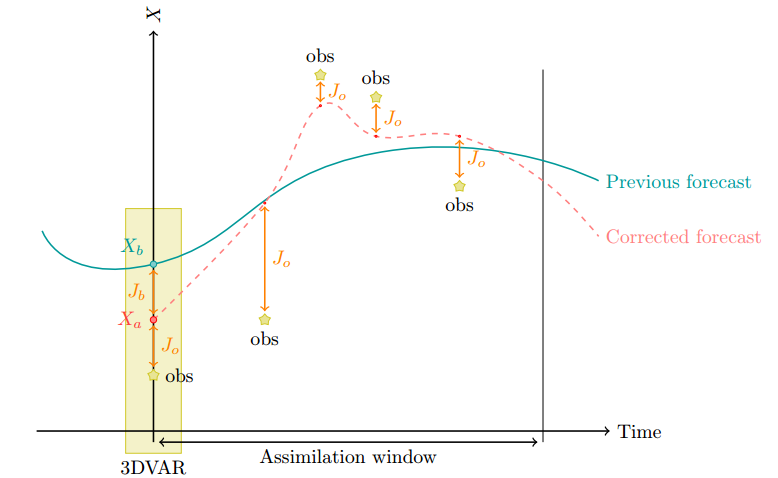 X
obs
J_o
obs
J_o
J_o
obs
Previous forecast
Corrected forecast
X_b
J_b
X_a
J_o
obs
J_o
obs
Time
Assimilation window
3DVAR